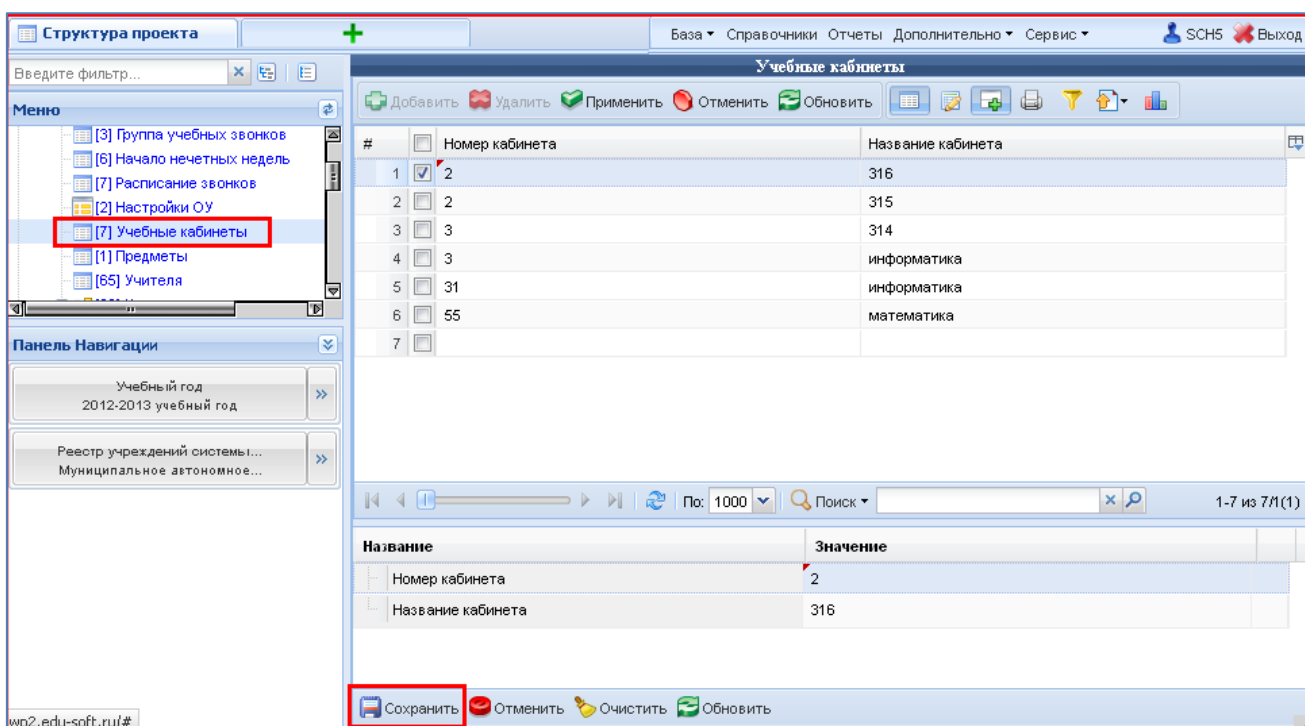 Структура проекта
База Справочники Отчеты Дополнительно Сервис SCH5 Выход
Введите фильтр...
Учебные кабинеты
Меню
Добавить Удалить Применить Отменить Обновить
[3] Группа учебных звонков
[6] Начало нечетных недель
[7] Расписание звонков
[2] Настройки ОУ
[7] Учебные кабинеты
[1] Предметы
[65] Учителя
# Номер кабинета Название кабинета
1 2 316
2 2 315
3 3 314
4 3 информатика
5 31 информатика
6 55 математика
7
Панель Навигации
Учебный год
2012-2013 учебный год
Реестр учреждений системы...
Муниципальное автономное...
По: 1000 Поиск 1-7 из 7/1(1)
Название Значение
Номер кабинета 2
Название кабинета 316
Сохранить Отменить Очистить Обновить
wp2.edu-soft.ru/#